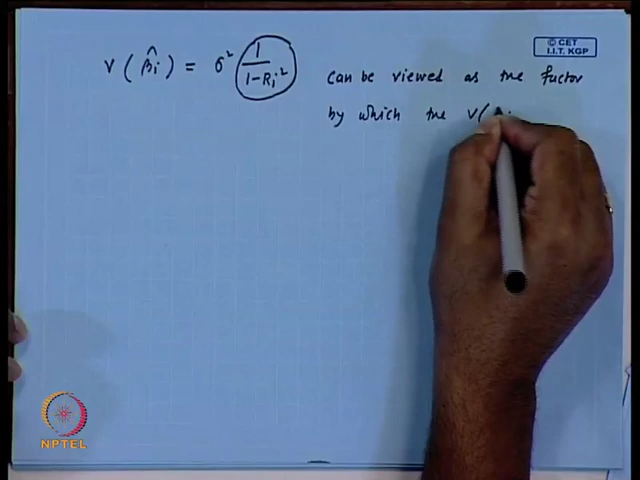 © CET
I.I.T. KGP
V(β̂i) = σ² 1/(1-Ri²) can be viewed as the factor
by which the V(
NPTEL